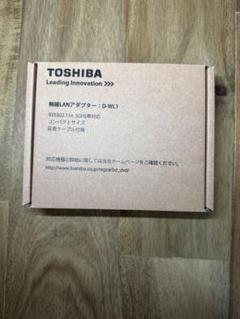 TOSHIBA
Leading Innovation >>>
無線LANアダプター：D-WL1
IEEE802.11n 5GHz帯対応
コンパクトサイズ
延長ケーブル付属
対応機種の詳細に関しては当社ホームページをご確認ください。
http://www.toshiba.co.jp/regza/bd_dvd/